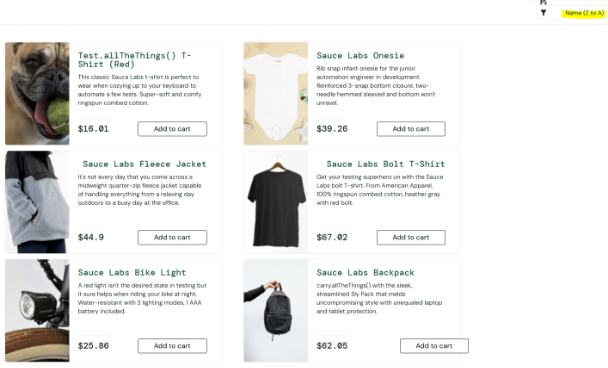 Name (Z to A)
Test.allTheThings() T-
Shirt (Red)
This classic Sauce Labs t-shirt is perfect to
wear when cozying up to your keyboard to
automate a few tests. Super-soft and comfy
ringspun combed cotton.
$16.01
Add to cart
Sauce Labs Onesie
Rib snap infant onesie for the junior
automation engineer in development.
Reinforced 3-snap bottom closure, two-
needle hemmed sleeved and bottom won't
unravel.
$39.26
Add to cart
Sauce Labs Fleece Jacket
It's not every day that you come across a
midweight quarter-zip fleece jacket capable
of handling everything from a relaxing day
outdoors to a busy day at the office.
$44.9
Add to cart
Sauce Labs Bolt T-Shirt
Get your testing superhero on with the Sauce
Labs bolt T-shirt. From American Apparel,
100% ringspun combed cotton, heather gray
with red bolt.
$67.02
Add to cart
Sauce Labs Bike Light
A red light isn't the desired state in testing but
it sure helps when riding your bike at night.
Water-resistant with 3 lighting modes, 1 AAA
battery included.
$25.86
Add to cart
Sauce Labs Backpack
carry.allTheThings() with the sleek,
streamlined Sly Pack that melds
uncompromising style with unequaled laptop
and tablet protection.
$62.05
Add to cart